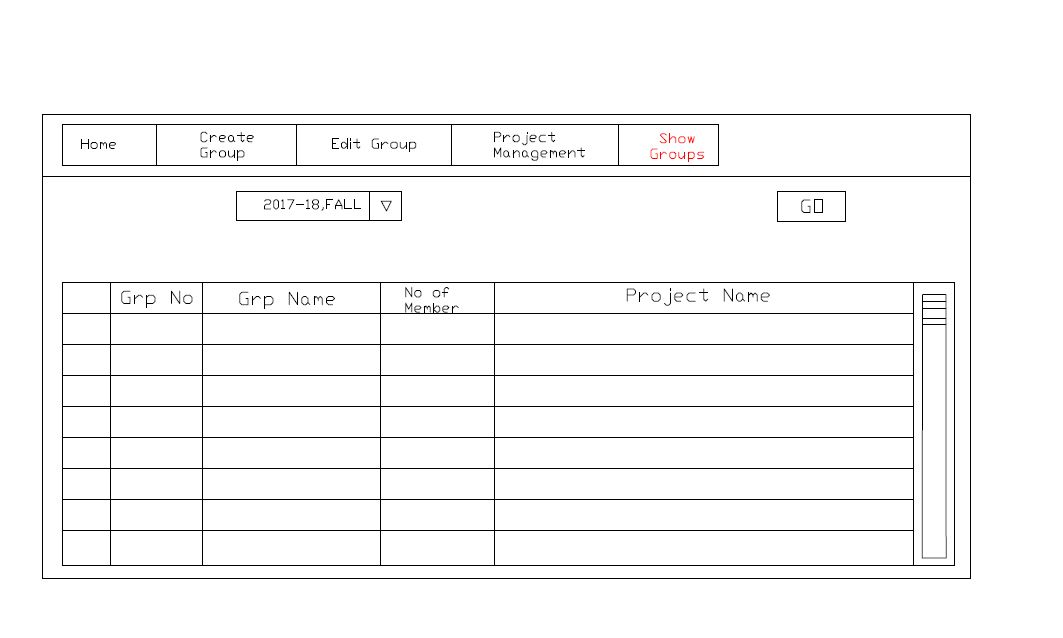 Home
Create
Group
Edit Group
Project
Management
Show
Groups
2017-18,FALL
GO
Grp No
Grp Name
No of
Member
Project Name